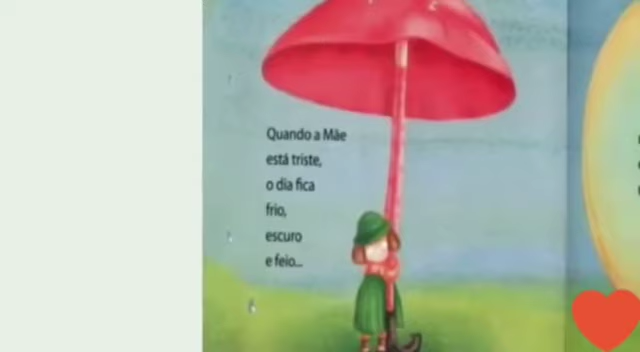 Quando a Mãe
está triste,
o dia fica
frio,
escuro
e feio...